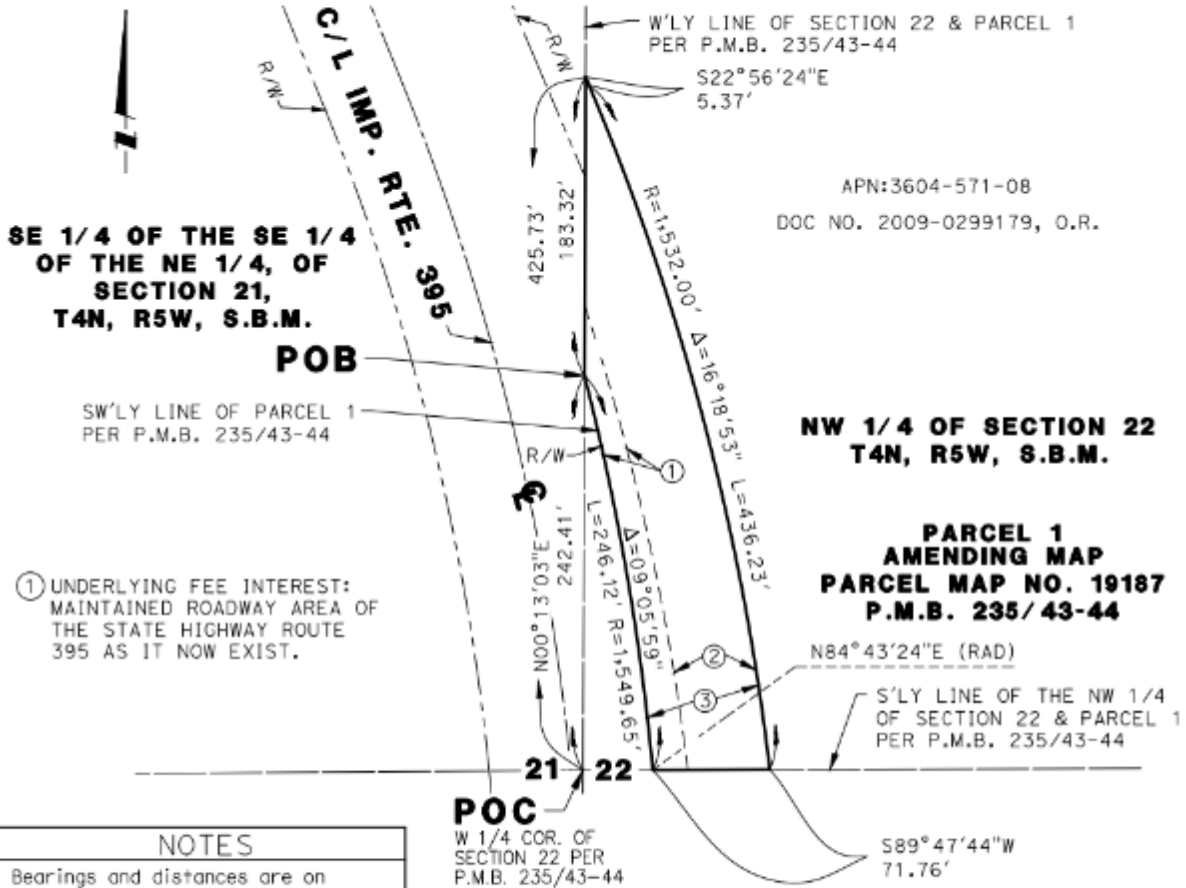 W'LY LINE OF SECTION 22 & PARCEL 1
PER P.M.B. 235/43-44
R/W
R/W
C/L IMP. RTE. 395
S22°56'24"E
5.37'
N
425.73'
183.32'
R=1,532.00' Δ=16°18'53" L=436.23'
APN:3604-571-08
DOC NO. 2009-0299179, O.R.
SE 1/4 OF THE SE 1/4
OF THE NE 1/4, OF
SECTION 21,
T4N, R5W, S.B.M.
POB
SW'LY LINE OF PARCEL 1
PER P.M.B. 235/43-44
R/W
1
NW 1/4 OF SECTION 22
T4N, R5W, S.B.M.
℄
N00°13'03"E
242.41'
L=246.12' R=1,549.65'
Δ=09°05'59"
PARCEL 1
AMENDING MAP
PARCEL MAP NO. 19187
P.M.B. 235/43-44
1 UNDERLYING FEE INTEREST:
MAINTAINED ROADWAY AREA OF
THE STATE HIGHWAY ROUTE
395 AS IT NOW EXIST.
2
3
N84°43'24"E (RAD)
S'LY LINE OF THE NW 1/4
OF SECTION 22 & PARCEL 1
PER P.M.B. 235/43-44
21 22
POC
W 1/4 COR. OF
SECTION 22 PER
P.M.B. 235/43-44
S89°47'44"W
71.76'
NOTES
Bearings and distances are on